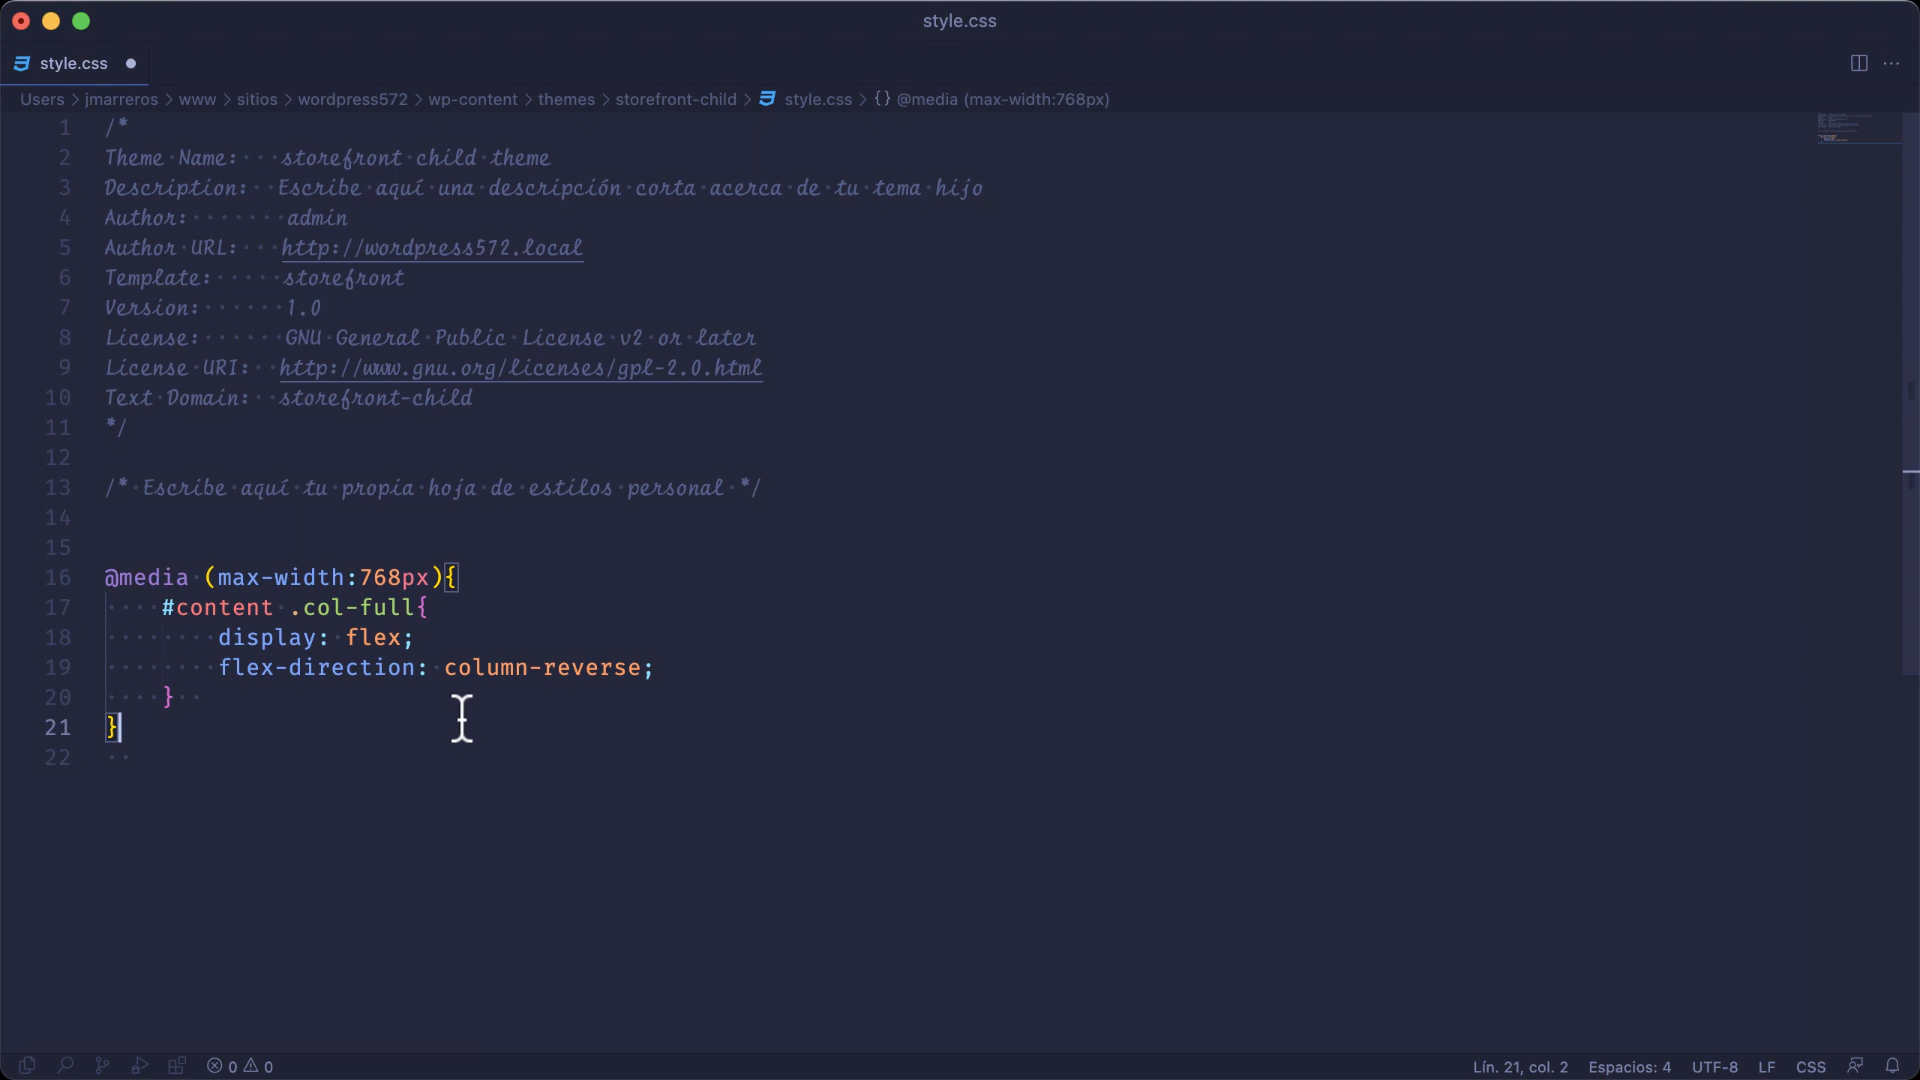 style.css
style.css
Users > jmarreros > www > sitios > wordpress572 > wp-content > themes > storefront-child > style.css > {} @media (max-width:768px)
1 /*
2 Theme Name: storefront child theme
3 Description: Escribe aquí una descripción corta acerca de tu tema hijo
4 Author: admin
5 Author URL: http://wordpress572.local
6 Template: storefront
7 Version: 1.0
8 License: GNU General Public License v2 or later
9 License URI: http://www.gnu.org/licenses/gpl-2.0.html
10 Text Domain: storefront-child
11 */
12
13 /* Escribe aquí tu propia hoja de estilos personal */
14
15
16 @media (max-width:768px){
17 #content .col-full{
18 display: flex;
19 flex-direction: column-reverse;
20 }
21 }
22
0 0 Lín. 21, col. 2 Espacios: 4 UTF-8 LF CSS